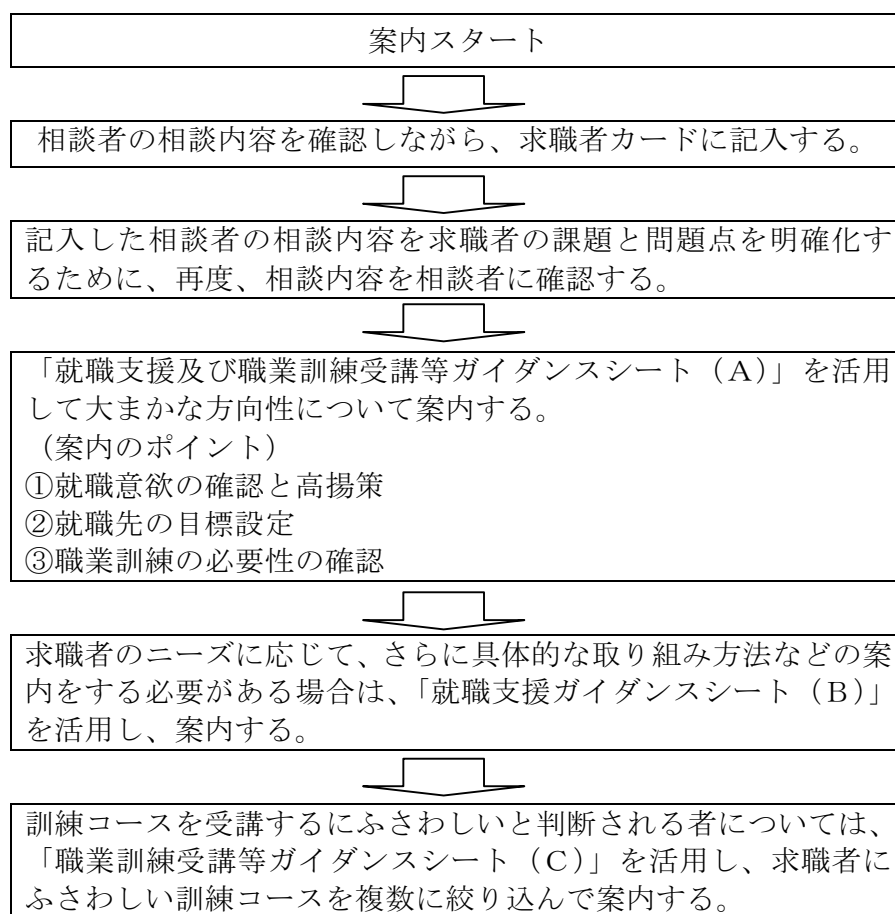 案内スタート
相談者の相談内容を確認しながら、求職者カードに記入する。
記入した相談者の相談内容を求職者の課題と問題点を明確化す
るために、再度、相談内容を相談者に確認する。
「就職支援及び職業訓練受講等ガイダンスシート（A）」を活用
して大まかな方向性について案内する。
（案内のポイント）
①就職意欲の確認と高揚策
②就職先の目標設定
③職業訓練の必要性の確認
求職者のニーズに応じて、さらに具体的な取り組み方法などの案
内をする必要がある場合は、「就職支援ガイダンスシート（B）」
を活用し、案内する。
訓練コースを受講するにふさわしいと判断される者については、
「職業訓練受講等ガイダンスシート（C）」を活用し、求職者に
ふさわしい訓練コースを複数に絞り込んで案内する。